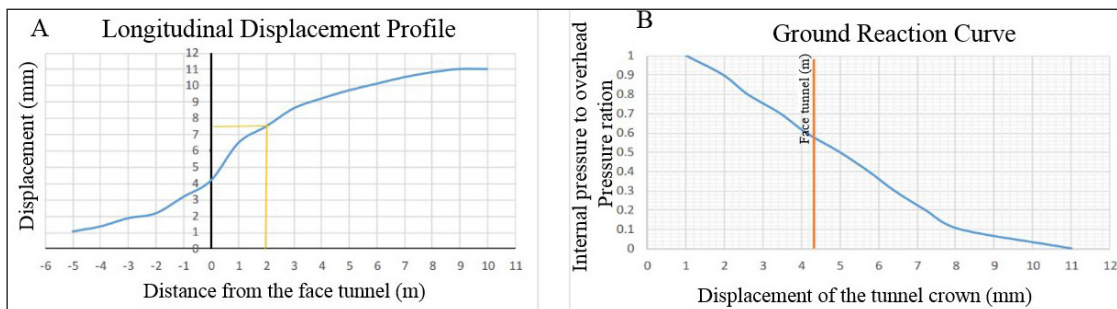 A
Longitudinal Displacement Profile
Displacement (mm)
12
11
10
9
8
7
6
5
4
3
2
1
0
-6 -5 -4 -3 -2 -1 0 1 2 3 4 5 6 7 8 9 10 11
Distance from the face tunnel (m)
B
Ground Reaction Curve
Internal pressure to overhead
Pressure ration
1
0.9
0.8
0.7
0.6
0.5
0.4
0.3
0.2
0.1
0
Face tunnel (m)
0 1 2 3 4 5 6 7 8 9 10 11 12
Displacement of the tunnel crown (mm)